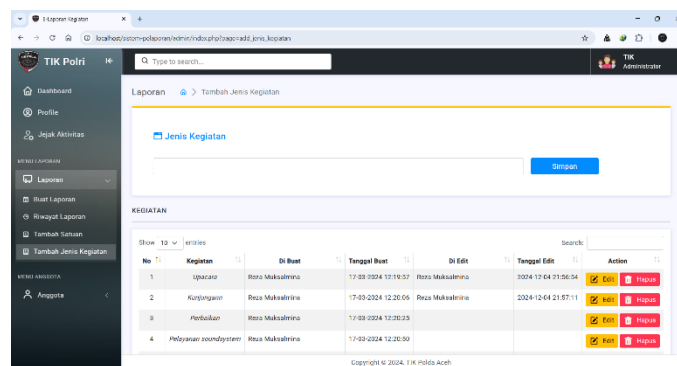 E-Laporan Kegiatan
localhost/sistem-pelaporan/admin/index.php?page=add_jenis_kegiatan
TIK Polri
Type to search...
TIK
Administrator
Dashboard
Profile
Jejak Aktivitas
MENU LAPORAN
Laporan
Buat Laporan
Riwayat Laporan
Tambah Satuan
Tambah Jenis Kegiatan
MENU ANGGOTA
Anggota
Laporan > Tambah Jenis Kegiatan
Jenis Kegiatan
Simpan
KEGIATAN
Show 10 entries Search:
No Kegiatan Di Buat Tanggal Buat Di Edit Tanggal Edit Action
1 Upacara Reza Muksalmina 17-03-2024 12:19:57 Reza Muksalmina 2024-12-04 21:56:54 Edit Hapus
2 Kunjungann Reza Muksalmina 17-03-2024 12:20:06 Reza Muksalmina 2024-12-04 21:57:11 Edit Hapus
3 Perbaikan Reza Muksalmina 17-03-2024 12:20:25 Edit Hapus
4 Pelayanan soundsystem Reza Muksalmina 17-03-2024 12:20:50 Edit Hapus
Copyright © 2024. TIK Polda Aceh